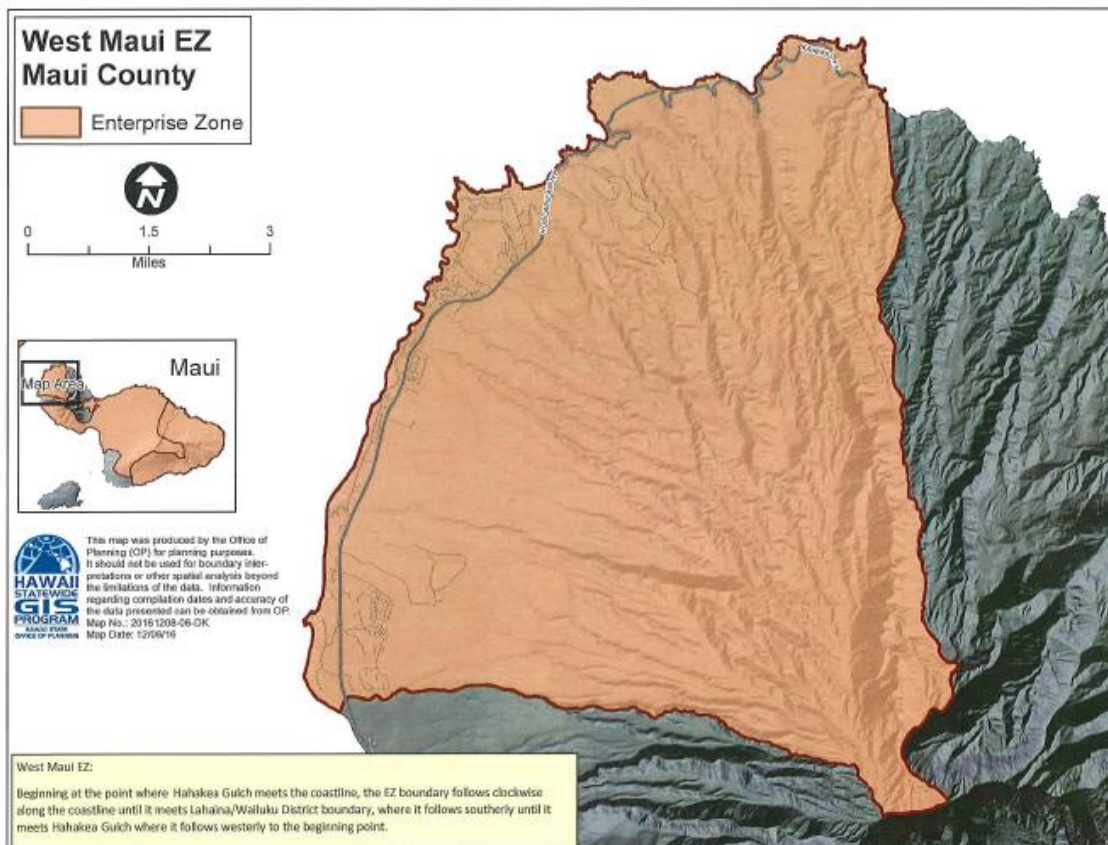 West Maui EZ
Maui County
Enterprise Zone
N
0 1.5 3
Miles
Maui
Map Area
HAWAII
STATEWIDE
GIS
PROGRAM
HAWAII STATE
OFFICE OF PLANNING
This map was produced by the Office of
Planning (OP) for planning purposes.
It should not be used for boundary inter-
pretations or other spatial analysis beyond
the limitations of the data. Information
regarding compilation dates and accuracy of
the data presented can be obtained from OP.
Map No.: 20161208-06-DK
Map Date: 12/08/16
West Maui EZ:
Beginning at the point where Hahakea Gulch meets the coastline, the EZ boundary follows clockwise
along the coastline until it meets Lahaina/Wailuku District boundary, where it follows southerly until it
meets Hahakea Gulch where it follows westerly to the beginning point.